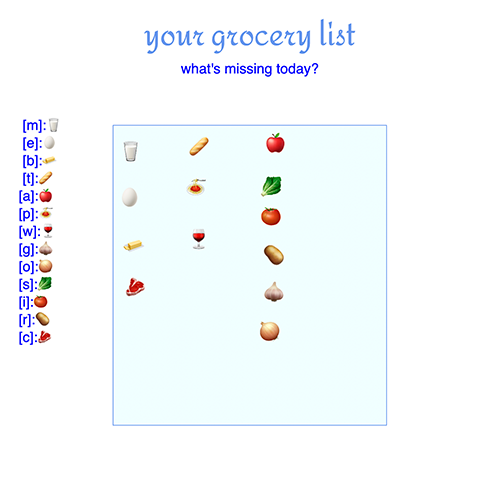 your grocery list
what's missing today?
[m]:
[e]:
[b]:
[t]:
[a]:
[p]:
[w]:
[g]:
[o]:
[s]:
[i]:
[r]:
[c]: